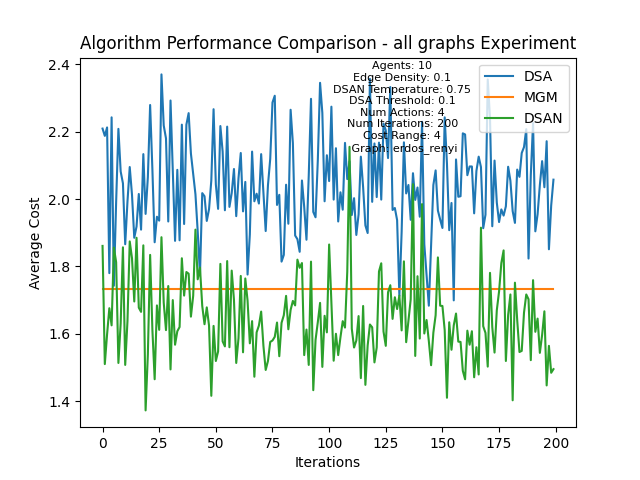 Algorithm Performance Comparison - all graphs Experiment
Agents: 10
Edge Density: 0.1
DSAN Temperature: 0.75
DSA Threshold: 0.1
Num Actions: 4
Num Iterations: 200
Cost Range: 4
Graph: erdos_renyi
DSA
MGM
DSAN
Average Cost
2.4
2.2
2.0
1.8
1.6
1.4
0 25 50 75 100 125 150 175 200
Iterations